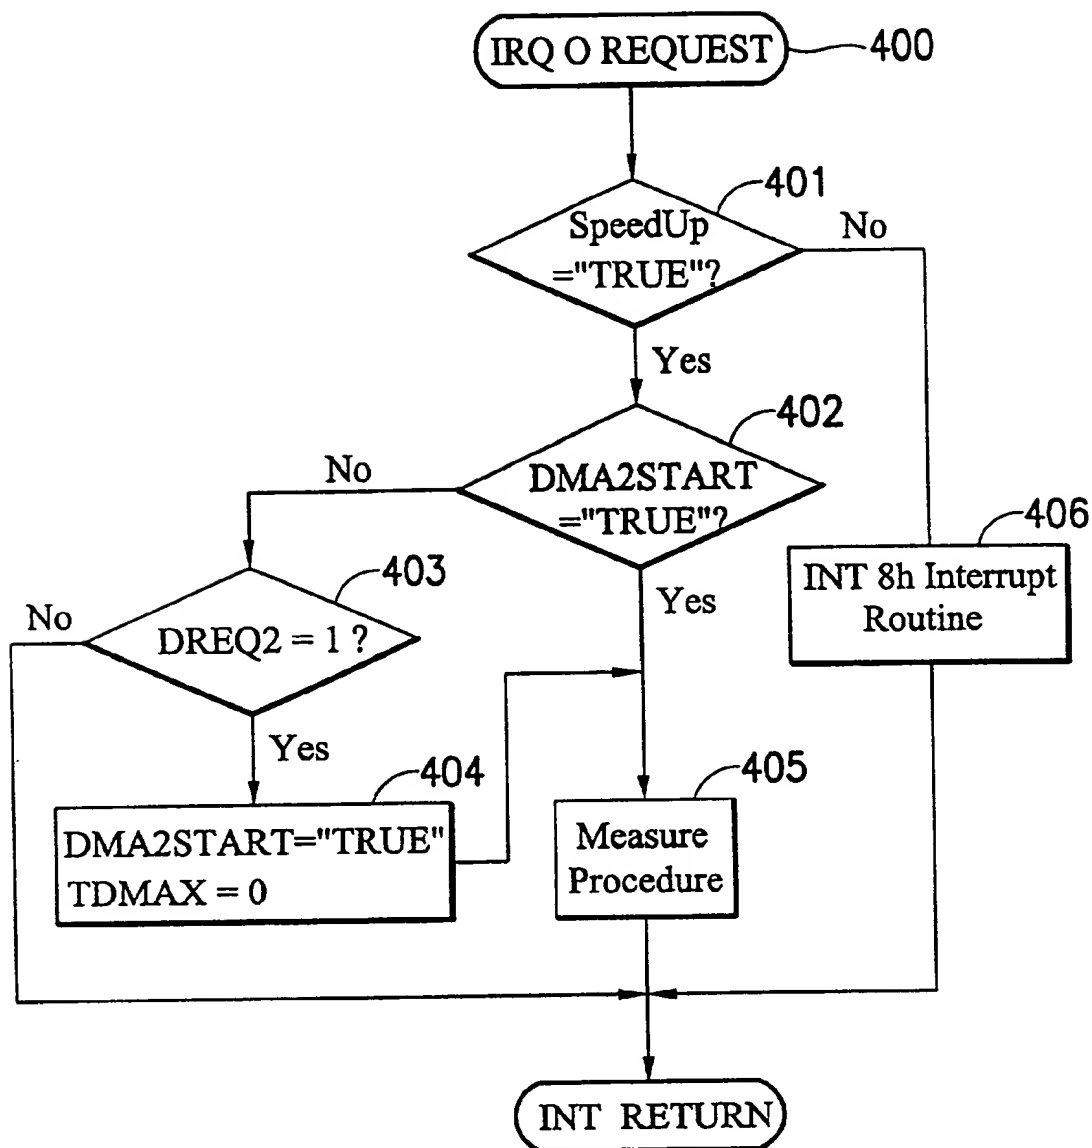 IRQ O REQUEST
400
401
SpeedUp
="TRUE"?
No
Yes
402
No
DMA2START
="TRUE"?
406
INT 8h Interrupt
Routine
403
No
DREQ2 = 1 ?
Yes
Yes
404
DMA2START="TRUE"
TDMAX = 0
405
Measure
Procedure
INT RETURN